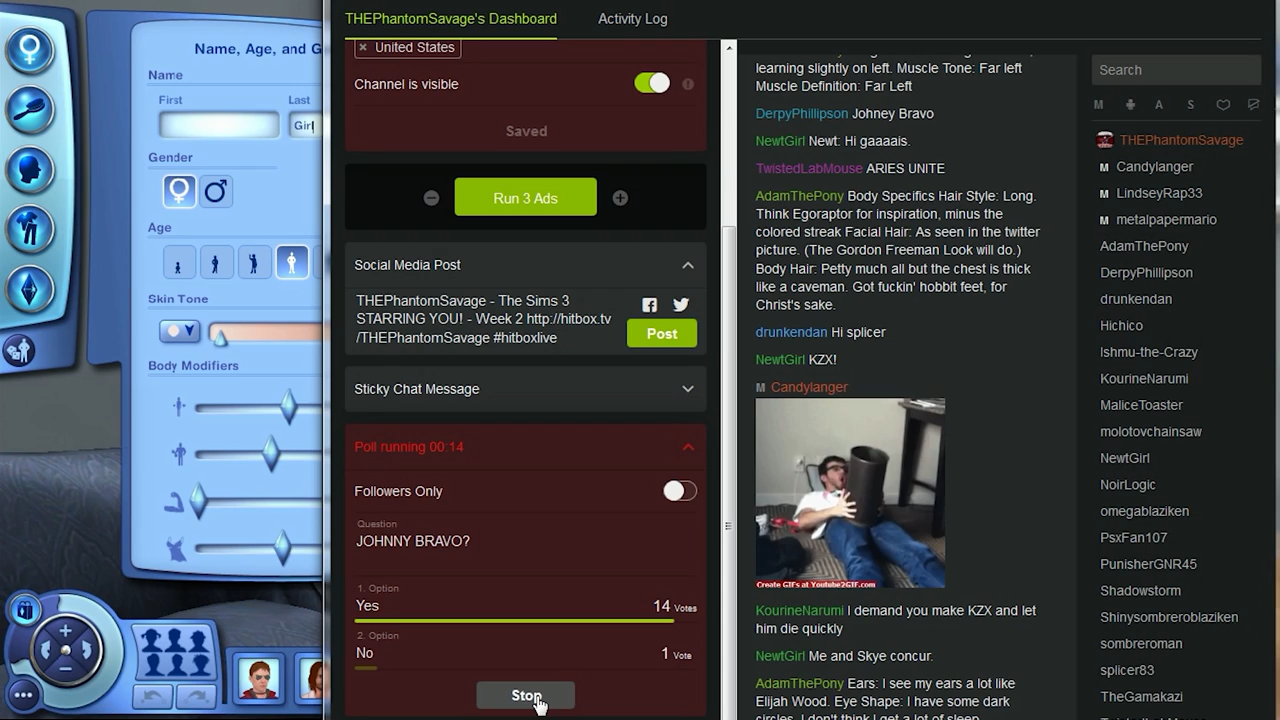 Name, Age, and G
Name
First
Last
Girl
Gender
Age
Skin Tone
Body Modifiers
THEPhantomSavage's Dashboard
Activity Log
× United States
Channel is visible
Saved
Run 3 Ads
Social Media Post
THEPhantomSavage - The Sims 3
STARRING YOU! - Week 2 http://hitbox.tv
/THEPhantomSavage #hitboxlive
Post
Sticky Chat Message
Poll running 00:14
Followers Only
Question
JOHNNY BRAVO?
1. Option
Yes
14 Votes
2. Option
No
1 Vote
Stop
learning slightly on left. Muscle Tone: Far left
Muscle Definition: Far Left
DerpyPhillipson Johney Bravo
NewtGirl Newt: Hi gaaaais.
TwistedLabMouse ARIES UNITE
AdamThePony Body Specifics Hair Style: Long.
Think Egoraptor for inspiration, minus the
colored streak Facial Hair: As seen in the twitter
picture. (The Gordon Freeman Look will do.)
Body Hair: Petty much all but the chest is thick
like a caveman. Got fuckin' hobbit feet, for
Christ's sake.
drunkendan Hi splicer
NewtGirl KZX!
M Candylanger
Create GIFs at Youtube2GIF.com
KourineNarumi I demand you make KZX and let
him die quickly
NewtGirl Me and Skye concur.
AdamThePony Ears: I see my ears a lot like
Elijah Wood. Eye Shape: I have some dark
circles. I don't think I get a lot of sleep.
Search
M A S
THEPhantomSavage
M Candylanger
M LindseyRap33
M metalpapermario
AdamThePony
DerpyPhillipson
drunkendan
Hichico
Ishmu-the-Crazy
KourineNarumi
MaliceToaster
molotovchainsaw
NewtGirl
NoirLogic
omegablaziken
PsxFan107
PunisherGNR45
Shadowstorm
Shinysombreroblaziken
sombreroman
splicer83
TheGamakazi